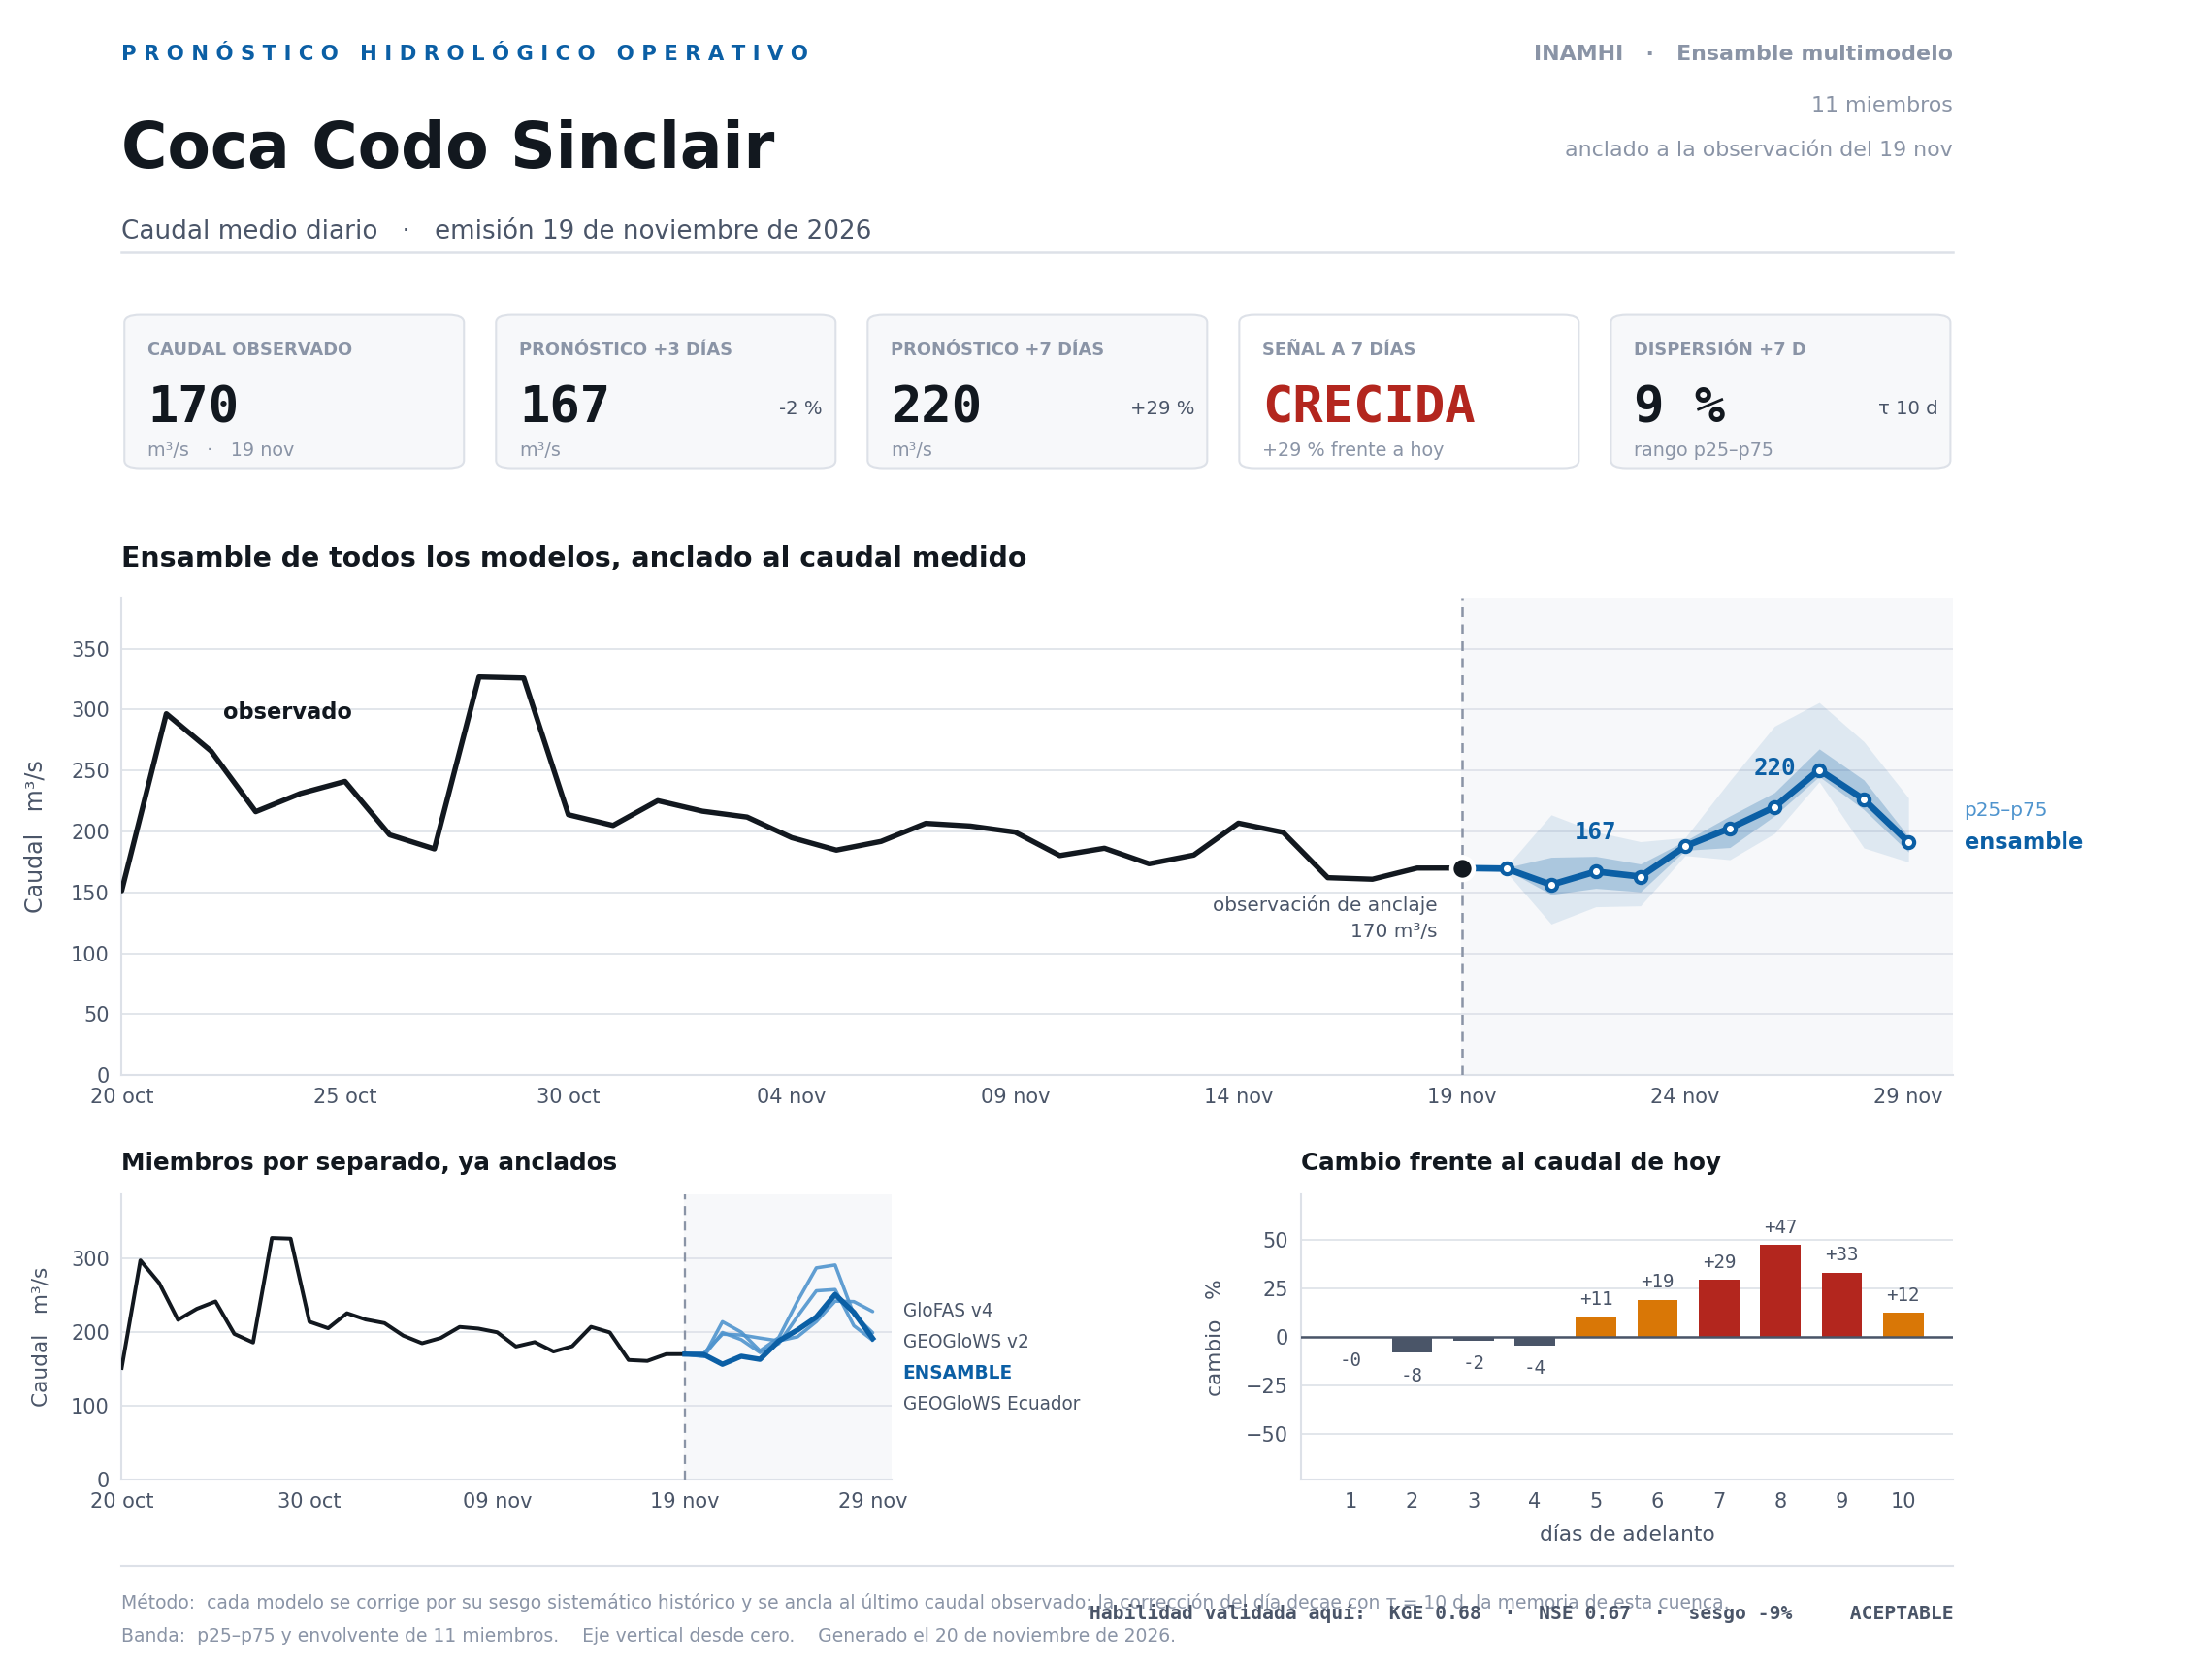 PRONÓSTICO HIDROLÓGICO OPERATIVO
INAMHI · Ensamble multimodelo
11 miembros
Coca Codo Sinclair
anclado a la observación del 19 nov
Caudal medio diario · emisión 19 de noviembre de 2026
CAUDAL OBSERVADO
170
m³/s · 19 nov
PRONÓSTICO +3 DÍAS
167
-2 %
m³/s
PRONÓSTICO +7 DÍAS
220
+29 %
m³/s
SEÑAL A 7 DÍAS
CRECIDA
+29 % frente a hoy
DISPERSIÓN +7 D
9 %
τ 10 d
rango p25–p75
Ensamble de todos los modelos, anclado al caudal medido
Caudal m³/s
350
300
250
200
150
100
50
0
observado
observación de anclaje
170 m³/s
167
220
p25–p75
ensamble
20 oct
25 oct
30 oct
04 nov
09 nov
14 nov
19 nov
24 nov
29 nov
Miembros por separado, ya anclados
Caudal m³/s
300
200
100
0
20 oct
30 oct
09 nov
19 nov
29 nov
GloFAS v4
GEOGloWS v2
ENSAMBLE
GEOGloWS Ecuador
Cambio frente al caudal de hoy
cambio %
50
25
0
−25
−50
-0
-8
-2
-4
+11
+19
+29
+47
+33
+12
1
2
3
4
5
6
7
8
9
10
días de adelanto
Método: cada modelo se corrige por su sesgo sistemático histórico y se ancla al último caudal observado; la corrección del día decae con τ = 10 d, la memoria de esta cuenca.
Habilidad validada aquí: KGE 0.68 · NSE 0.67 · sesgo -9% ACEPTABLE
Banda: p25–p75 y envolvente de 11 miembros. Eje vertical desde cero. Generado el 20 de noviembre de 2026.